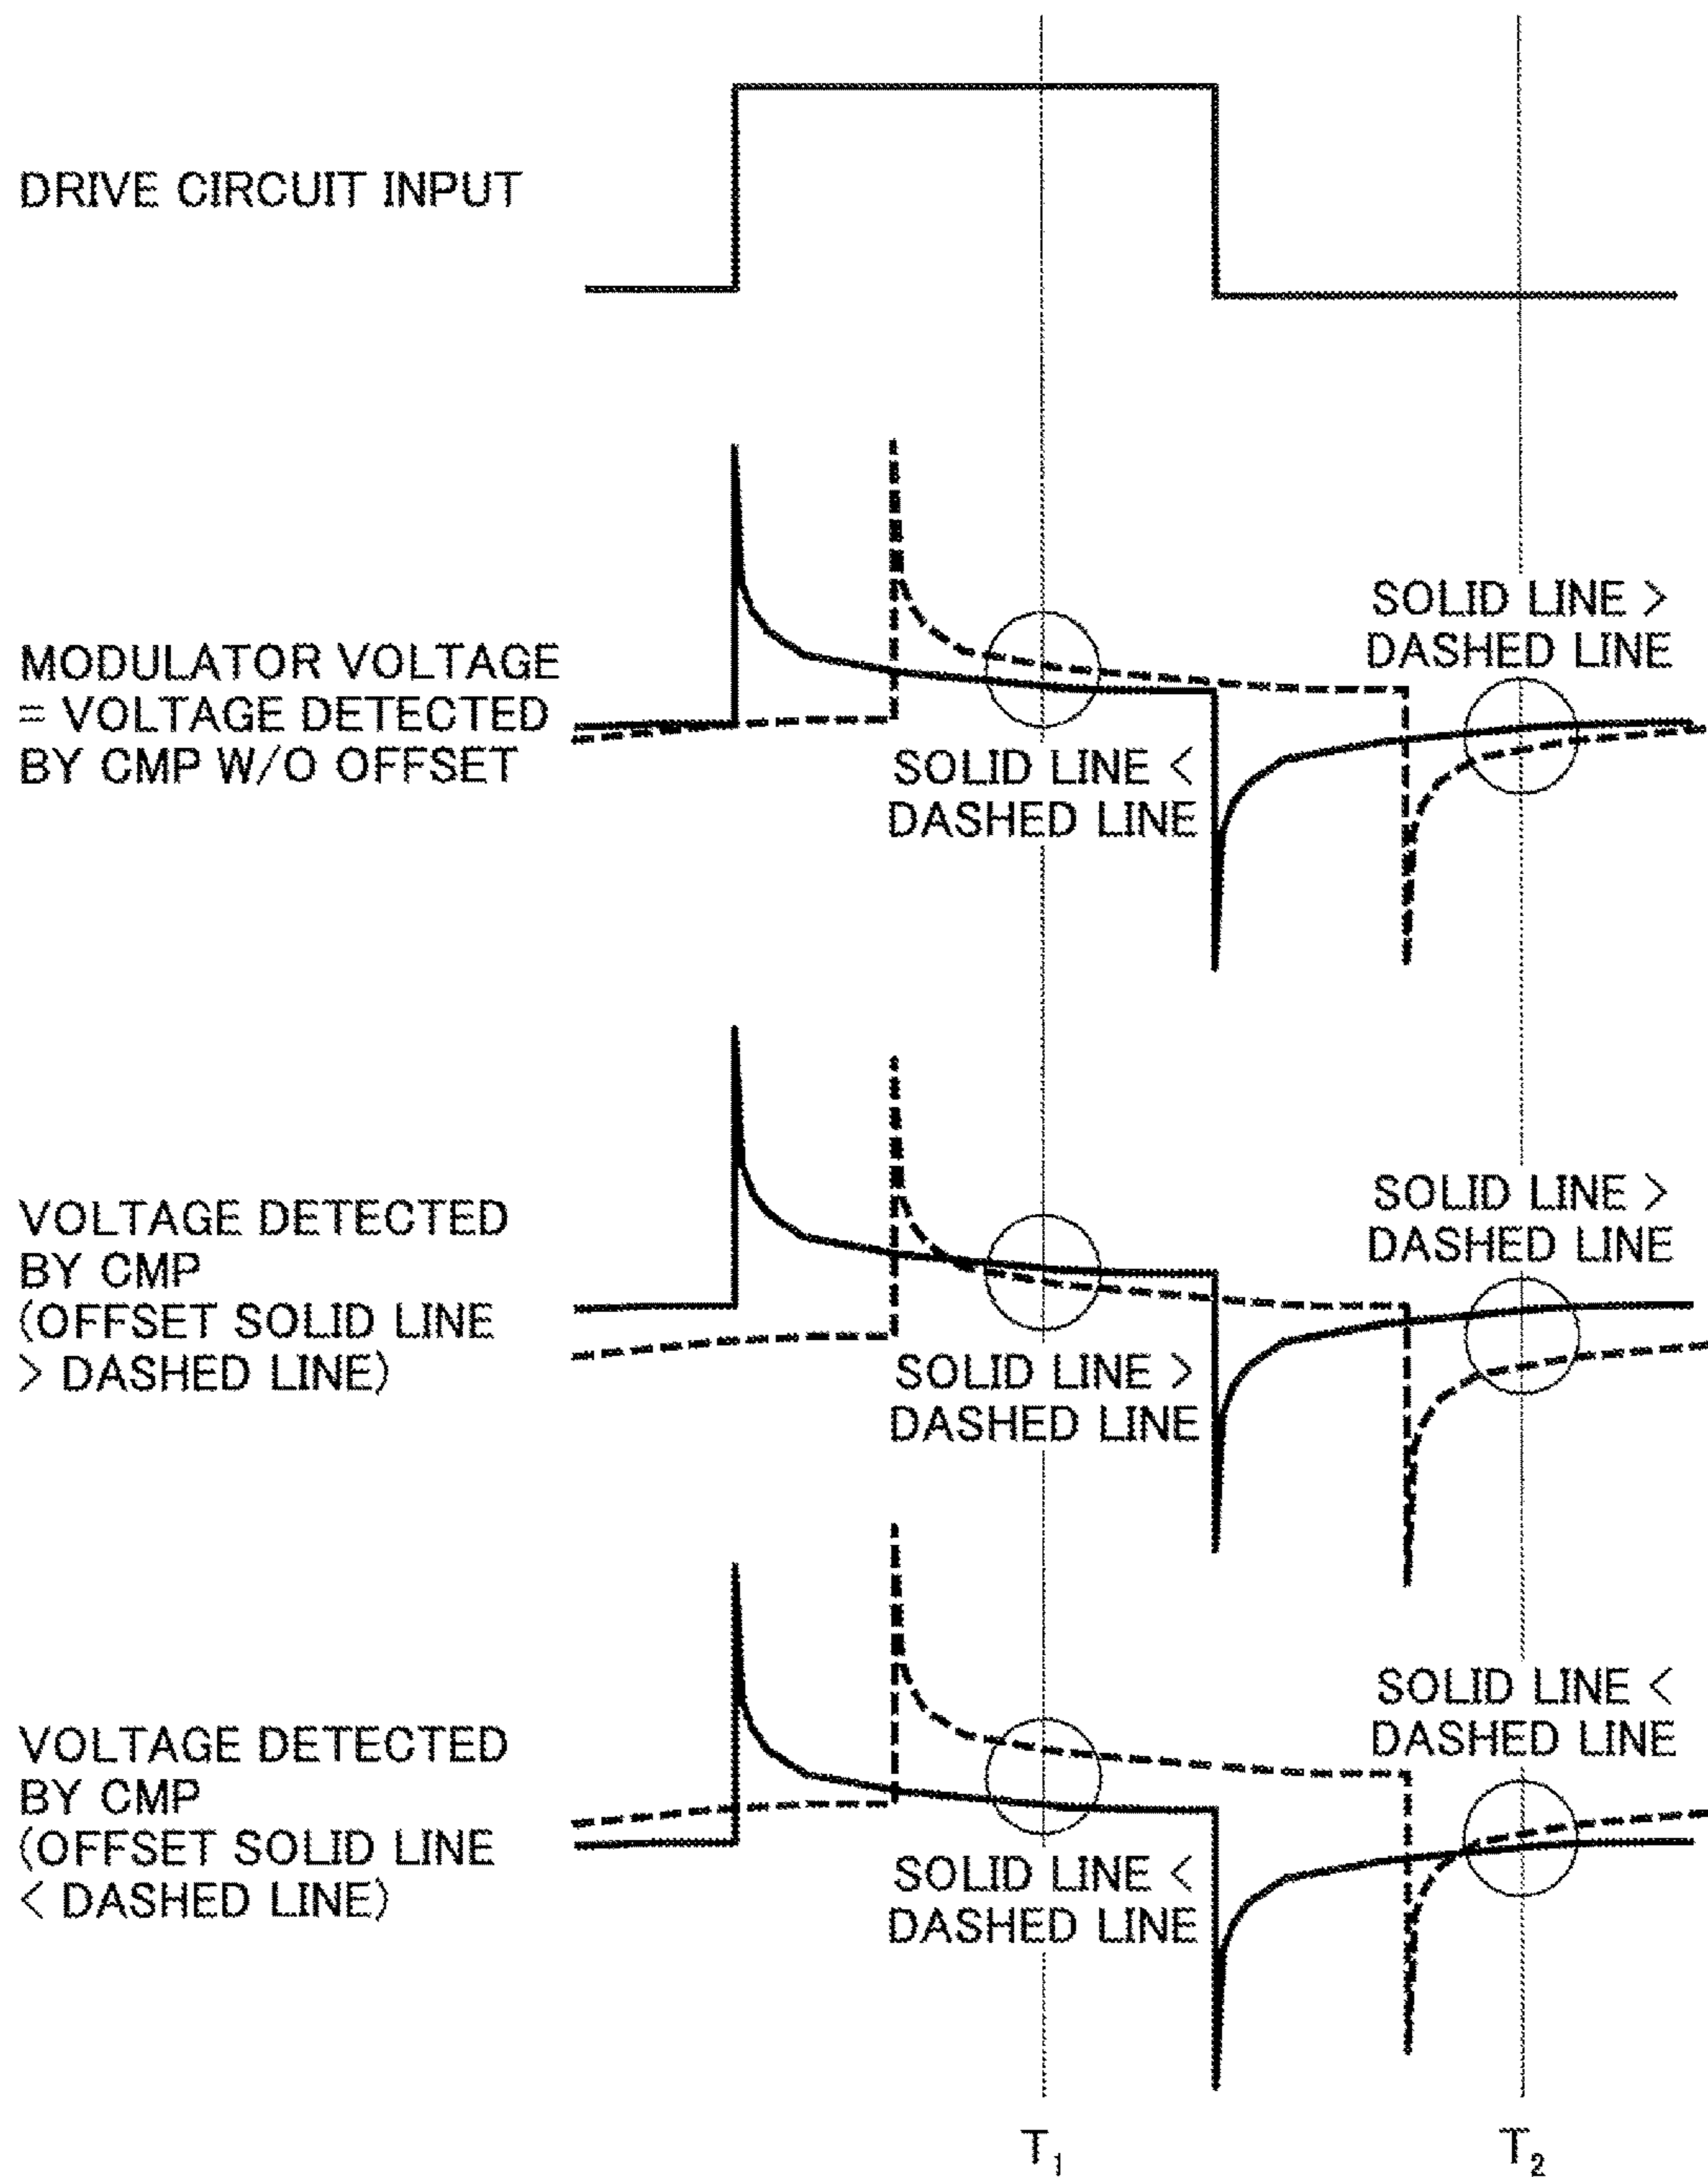 DRIVE CIRCUIT INPUT
SOLID LINE >
DASHED LINE
MODULATOR VOLTAGE
= VOLTAGE DETECTED
BY CMP W/O OFFSET
SOLID LINE <
DASHED LINE
SOLID LINE >
DASHED LINE
VOLTAGE DETECTED
BY CMP
(OFFSET SOLID LINE
> DASHED LINE)
SOLID LINE >
DASHED LINE
SOLID LINE <
DASHED LINE
VOLTAGE DETECTED
BY CMP
(OFFSET SOLID LINE
< DASHED LINE)
SOLID LINE <
DASHED LINE
T₁
T₂